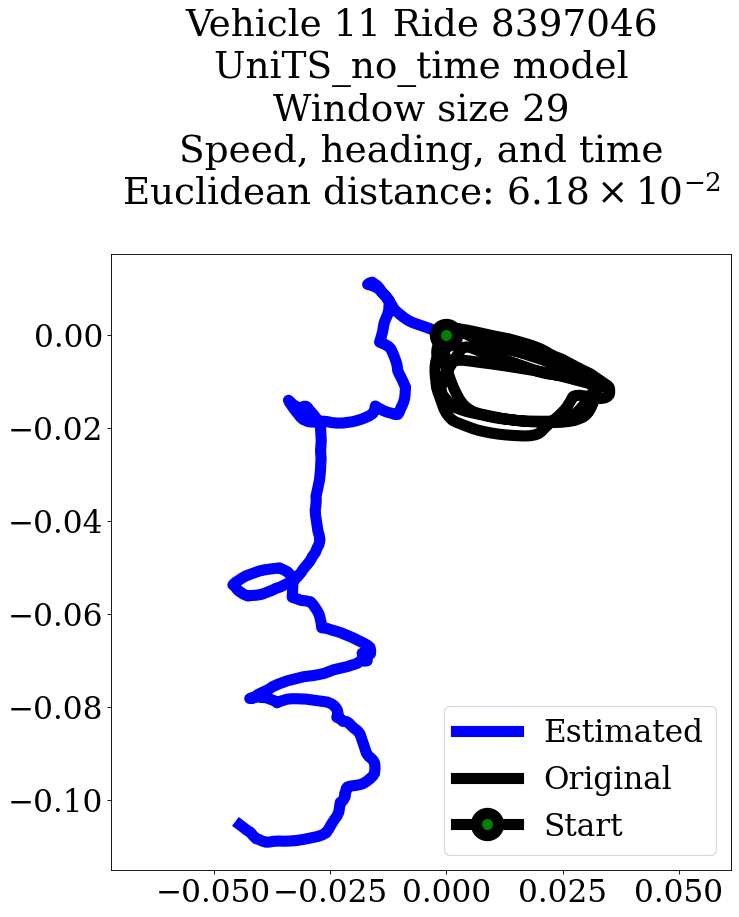 Vehicle 11 Ride 8397046
UniTS_no_time model
Window size 29
Speed, heading, and time
Euclidean distance: 6.18 × 10⁻²
0.00
−0.02
−0.04
−0.06
−0.08
−0.10
Estimated
Original
Start
−0.050 −0.025 0.000 0.025 0.050